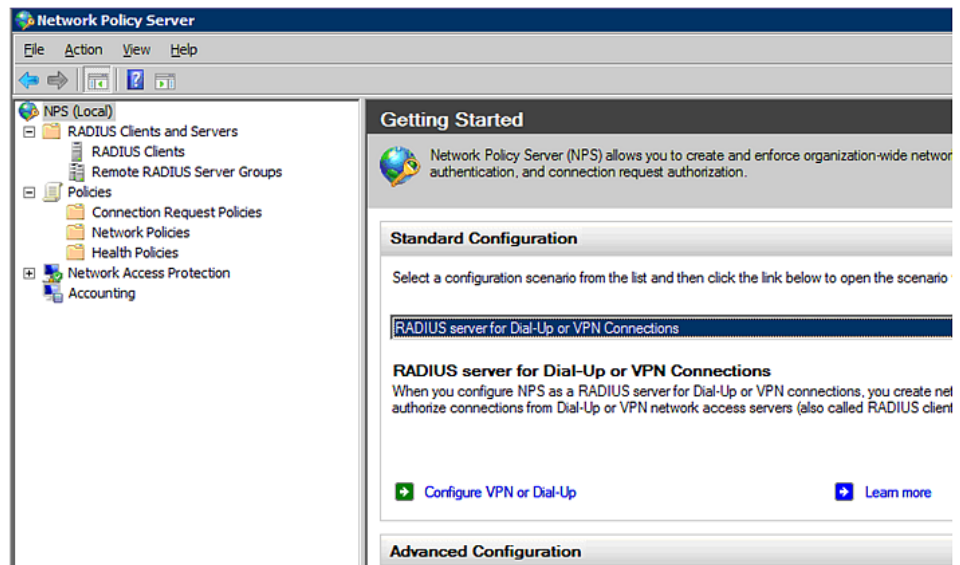 Network Policy Server
File Action View Help
NPS (Local)
RADIUS Clients and Servers
RADIUS Clients
Remote RADIUS Server Groups
Policies
Connection Request Policies
Network Policies
Health Policies
Network Access Protection
Accounting
Getting Started
Network Policy Server (NPS) allows you to create and enforce organization-wide networ
authentication, and connection request authorization.
Standard Configuration
Select a configuration scenario from the list and then click the link below to open the scenario
RADIUS server for Dial-Up or VPN Connections
RADIUS server for Dial-Up or VPN Connections
When you configure NPS as a RADIUS server for Dial-Up or VPN connections, you create net
authorize connections from Dial-Up or VPN network access servers (also called RADIUS client
Configure VPN or Dial-Up Learn more
Advanced Configuration